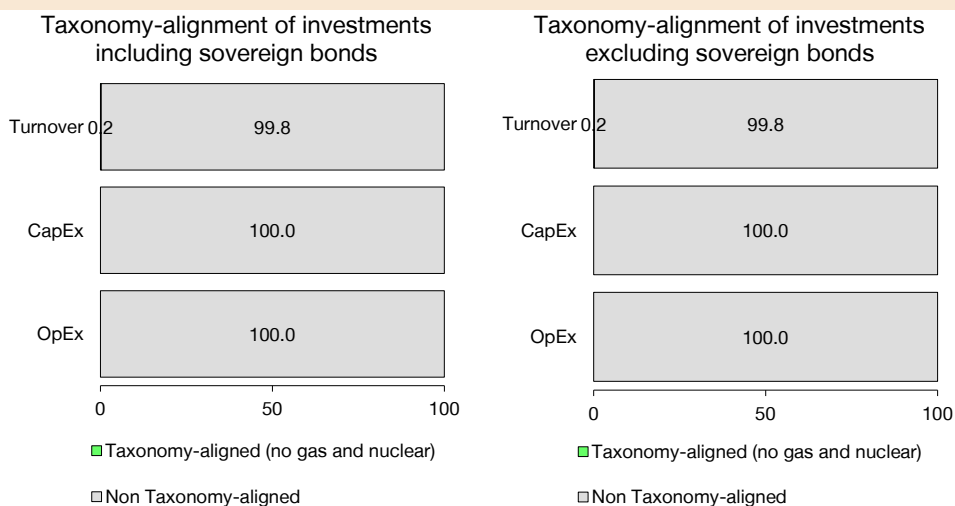 Taxonomy-alignment of investments
including sovereign bonds
Turnover 0.2 99.8
CapEx 100.0
OpEx 100.0
0 50 100
Taxonomy-aligned (no gas and nuclear)
Non Taxonomy-aligned
Taxonomy-alignment of investments
excluding sovereign bonds
Turnover 0.2 99.8
CapEx 100.0
OpEx 100.0
0 50 100
Taxonomy-aligned (no gas and nuclear)
Non Taxonomy-aligned